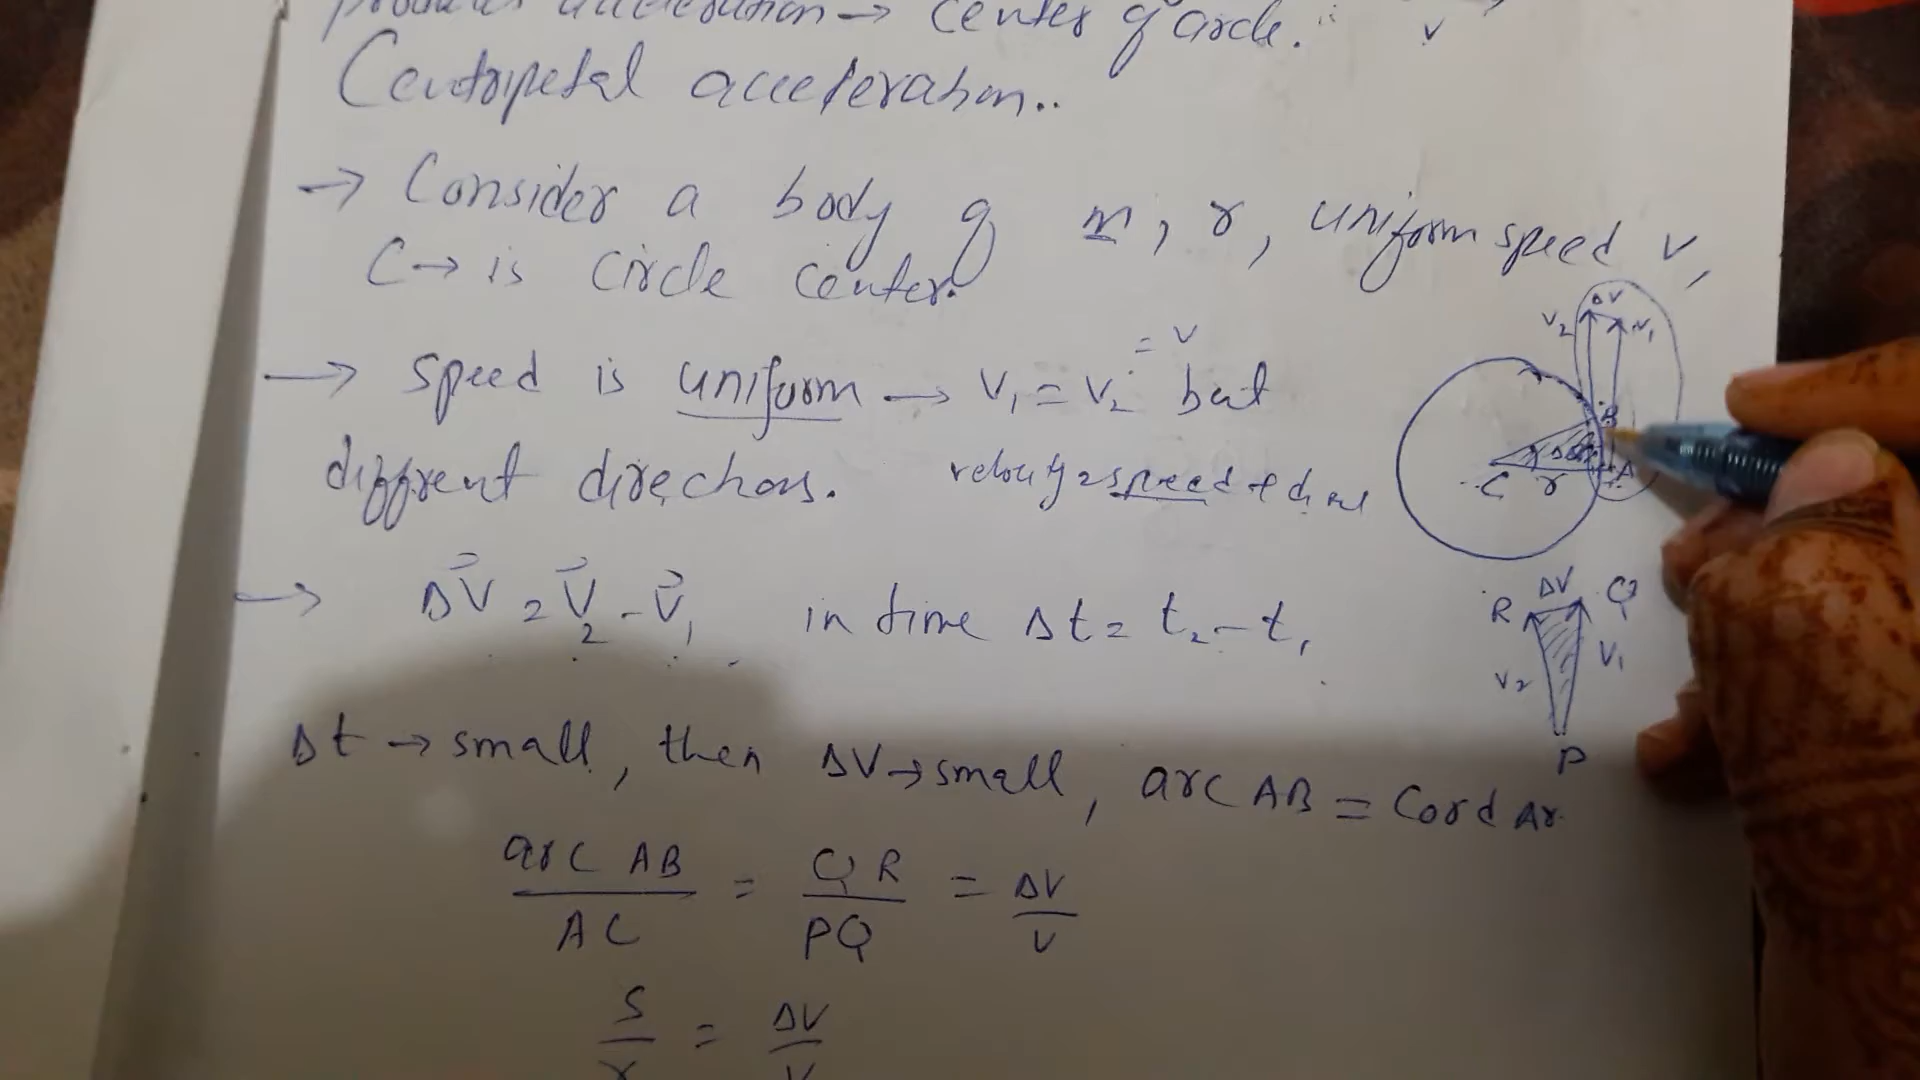 acceleration → Center of circle.
V
Centripetal acceleration..
→ Consider a body of m, r, uniform speed v,
C → is circle center.
→ Speed is uniform → V₁ = V₂ = V but
diffrent directions. velocity = speed +
→ ΔV⃗ = V⃗₂ - V⃗₁ in time Δt = t₂ - t₁
Δt → small, then ΔV → small, arc AB = Cord AB
arc AB / AC = QR / PQ = ΔV / V
S / r = ΔV / V
ΔV
V₂ V₁
B
C r A
R ΔV Q
V₂ V₁
P